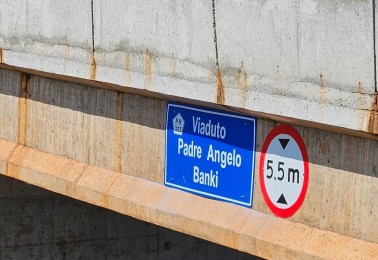 Viaduto
Padre Angelo
Banki
5.5 m